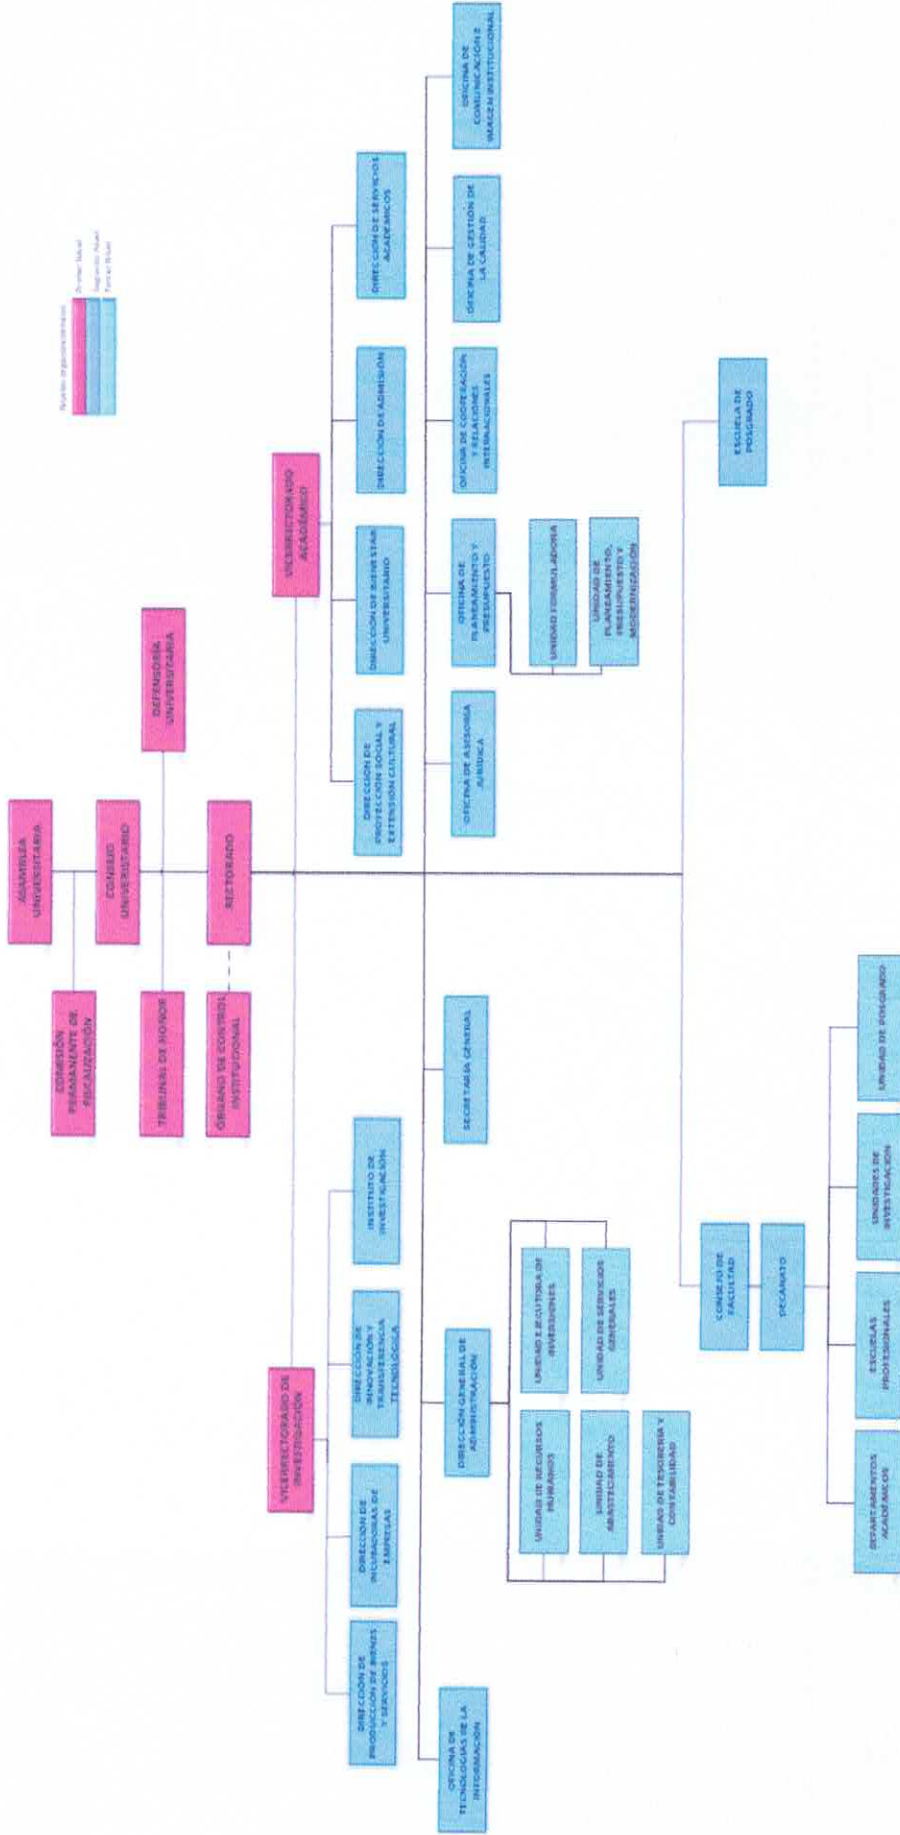 ASAMBLEA
UNIVERSITARIA
COMISIÓN
PERMANENTE DE
FISCALIZACIÓN
CONSEJO
UNIVERSITARIO
TRIBUNAL DE HONOR
DEFENSORÍA
UNIVERSITARIA
ÓRGANO DE CONTROL
INSTITUCIONAL
RECTORADO
Primer Nivel
Segundo Nivel
Tercer Nivel
VICERRECTORADO DE
INVESTIGACIÓN
VICERRECTORADO
ACADÉMICO
DIRECCIÓN DE
PRODUCCIÓN DE BIENES
Y SERVICIOS
DIRECCIÓN DE
INCUBADORAS DE
EMPRESAS
DIRECCIÓN DE
INNOVACIÓN Y
TRANSFERENCIA
TECNOLÓGICA
INSTITUTO DE
INVESTIGACIÓN
DIRECCIÓN DE
PROYECCIÓN SOCIAL Y
EXTENSIÓN CULTURAL
DIRECCIÓN DE BIENESTAR
UNIVERSITARIO
DIRECCIÓN DE ADMISIÓN
DIRECCIÓN DE SERVICIOS
ACADÉMICOS
OFICINA DE
TECNOLOGÍAS DE LA
INFORMACIÓN
DIRECCIÓN GENERAL DE
ADMINISTRACIÓN
SECRETARÍA GENERAL
OFICINA DE ASESORÍA
JURÍDICA
OFICINA DE
PLANEAMIENTO Y
PRESUPUESTO
OFICINA DE COOPERACIÓN
Y RELACIONES
INTERNACIONALES
OFICINA DE GESTIÓN DE
LA CALIDAD
OFICINA DE
COMUNICACIÓN E
IMAGEN INSTITUCIONAL
UNIDAD DE RECURSOS
HUMANOS
UNIDAD EJECUTORA DE
INVERSIONES
UNIDAD DE
ABASTECIMIENTO
UNIDAD DE SERVICIOS
GENERALES
UNIDAD DE TESORERÍA Y
CONTABILIDAD
UNIDAD FORMULADORA
UNIDAD DE
PLANEAMIENTO,
PRESUPUESTO Y
MODERNIZACIÓN
CONSEJO DE
FACULTAD
DECANATO
ESCUELA DE
POSGRADO
DEPARTAMENTOS
ACADÉMICOS
ESCUELAS
PROFESIONALES
UNIDADES DE
INVESTIGACIÓN
UNIDAD DE POSGRADO